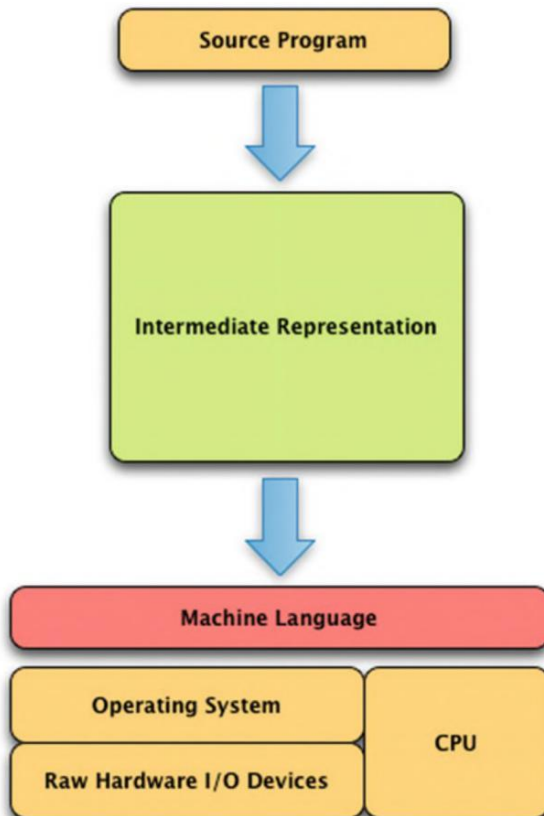 Source Program
Intermediate Representation
Machine Language
Operating System
CPU
Raw Hardware I/O Devices